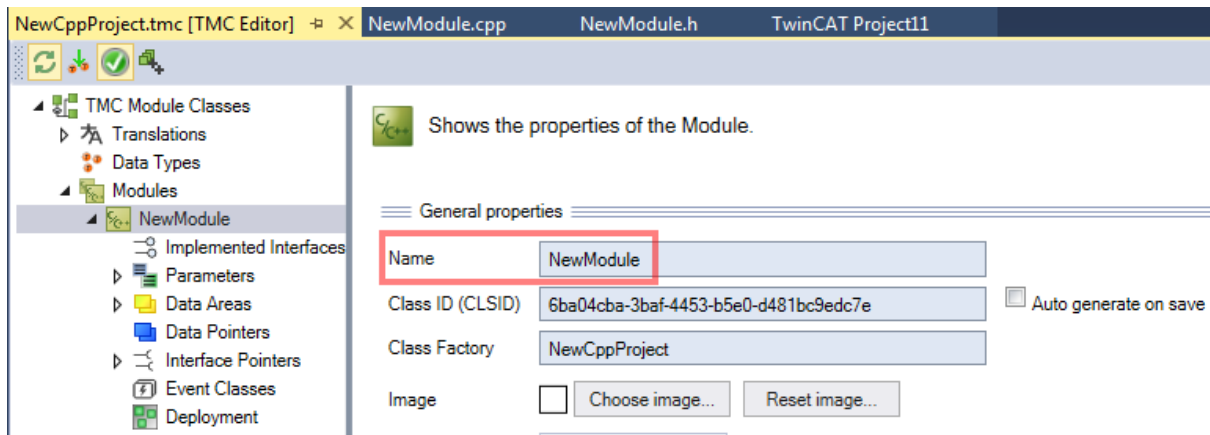 NewCppProject.tmc [TMC Editor] NewModule.cpp NewModule.h TwinCAT Project11
TMC Module Classes
Translations
Data Types
Modules
NewModule
Implemented Interfaces
Parameters
Data Areas
Data Pointers
Interface Pointers
Event Classes
Deployment
C/C++ Shows the properties of the Module.
General properties
Name NewModule
Class ID (CLSID) 6ba04cba-3baf-4453-b5e0-d481bc9edc7e Auto generate on save
Class Factory NewCppProject
Image Choose image... Reset image...